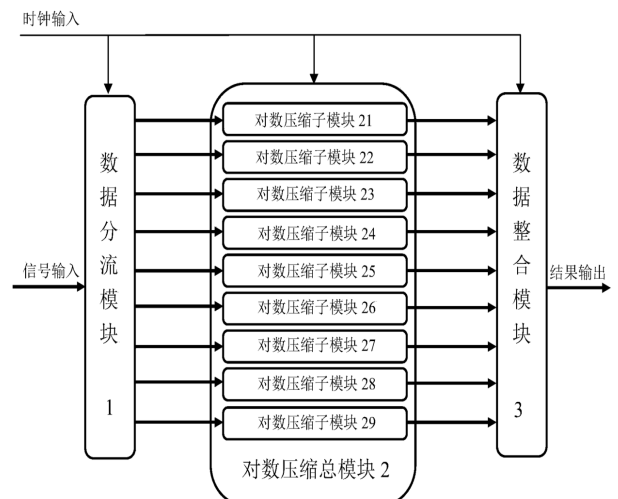 时钟输入
数据分流模块 1
对数压缩子模块 21
对数压缩子模块 22
对数压缩子模块 23
对数压缩子模块 24
对数压缩子模块 25
对数压缩子模块 26
对数压缩子模块 27
对数压缩子模块 28
对数压缩子模块 29
对数压缩总模块 2
数据整合模块 3
信号输入
结果输出